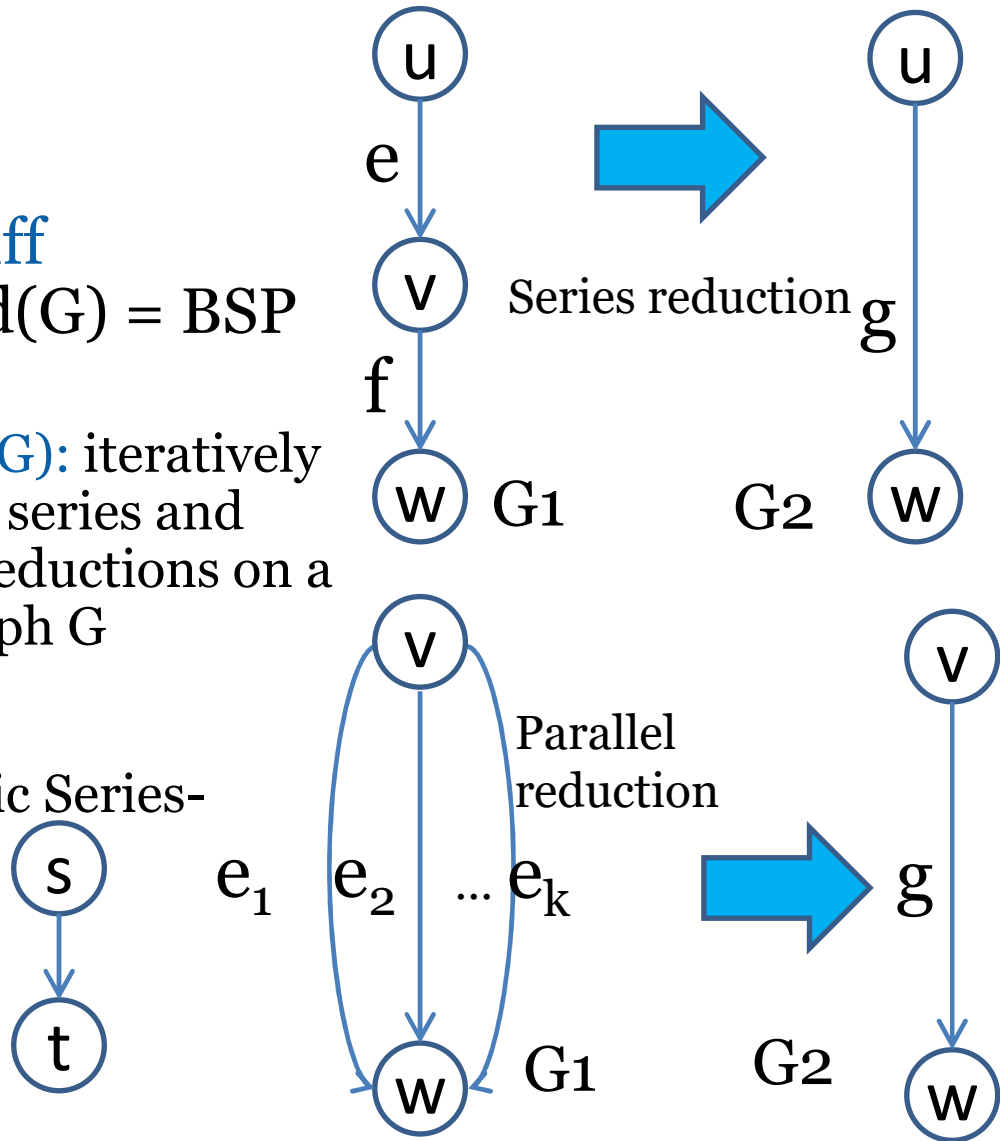 u
u
e
iff
v
Series reduction
d(G) = BSP
g
f
G): iteratively
w
G1
G2
w
series and
eductions on a
ph G
v
v
Parallel
reduction
ic Series-
s
e1
e2
... ek
g
t
G1
G2
w
w